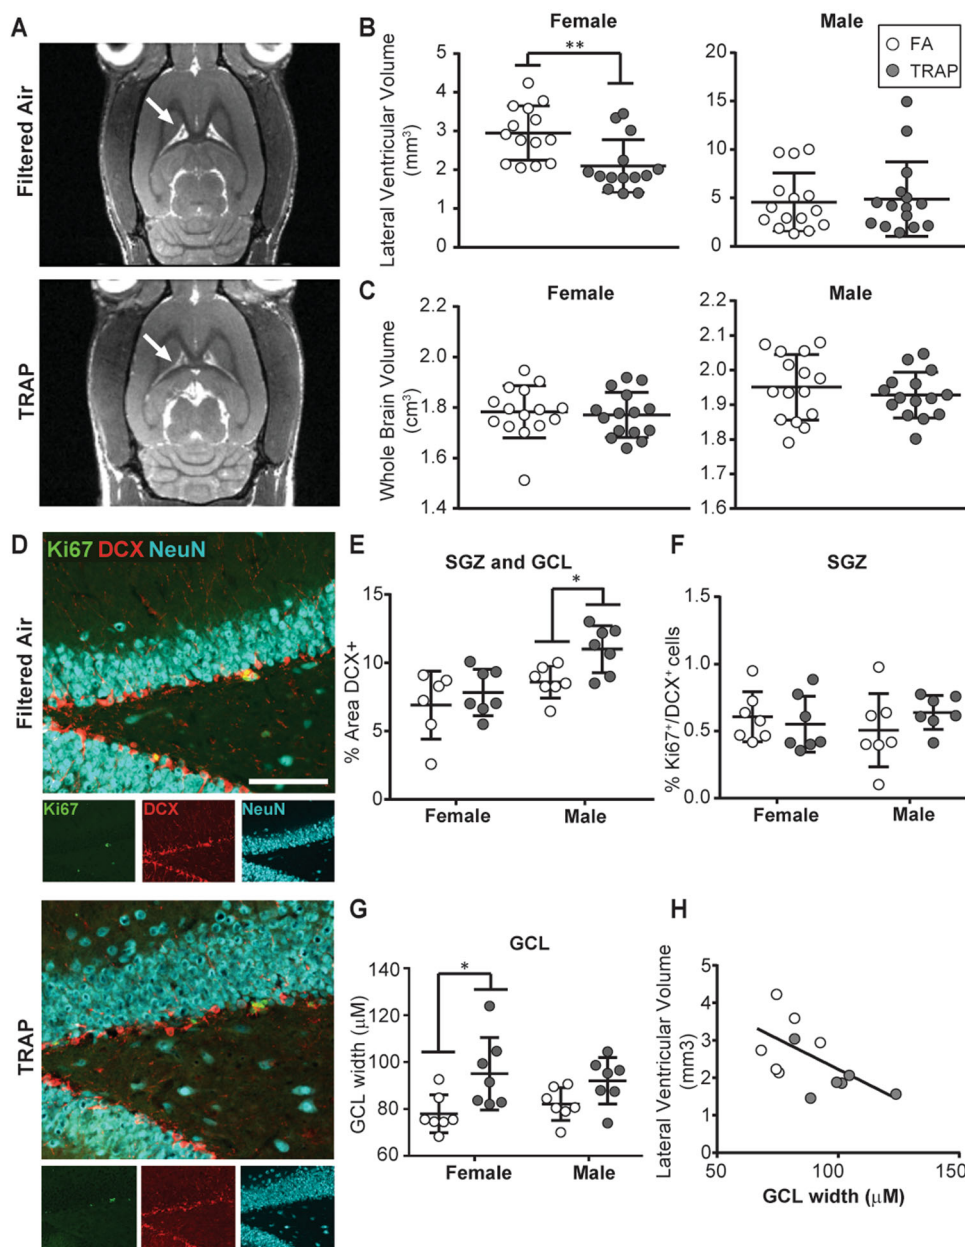 A
Filtered Air
TRAP
B
Female
**
Lateral Ventricular Volume
(mm³)
5
4
3
2
1
0
Male
20
15
10
5
0
FA
TRAP
C
Female
Whole Brain Volume
(cm³)
2.2
2.0
1.8
1.6
1.4
Male
2.2
2.1
2.0
1.9
1.8
1.7
1.6
D
Ki67 DCX NeuN
Filtered Air
Ki67
DCX
NeuN
TRAP
E
SGZ and GCL
*
% Area DCX+
15
10
5
0
Female
Male
F
SGZ
% Ki67⁺/DCX⁺ cells
1.5
1.0
0.5
0.0
Female
Male
G
GCL
*
GCL width (μM)
140
120
100
80
60
Female
Male
H
Lateral Ventricular Volume
(mm3)
5
4
3
2
1
0
50
100
150
GCL width (μM)